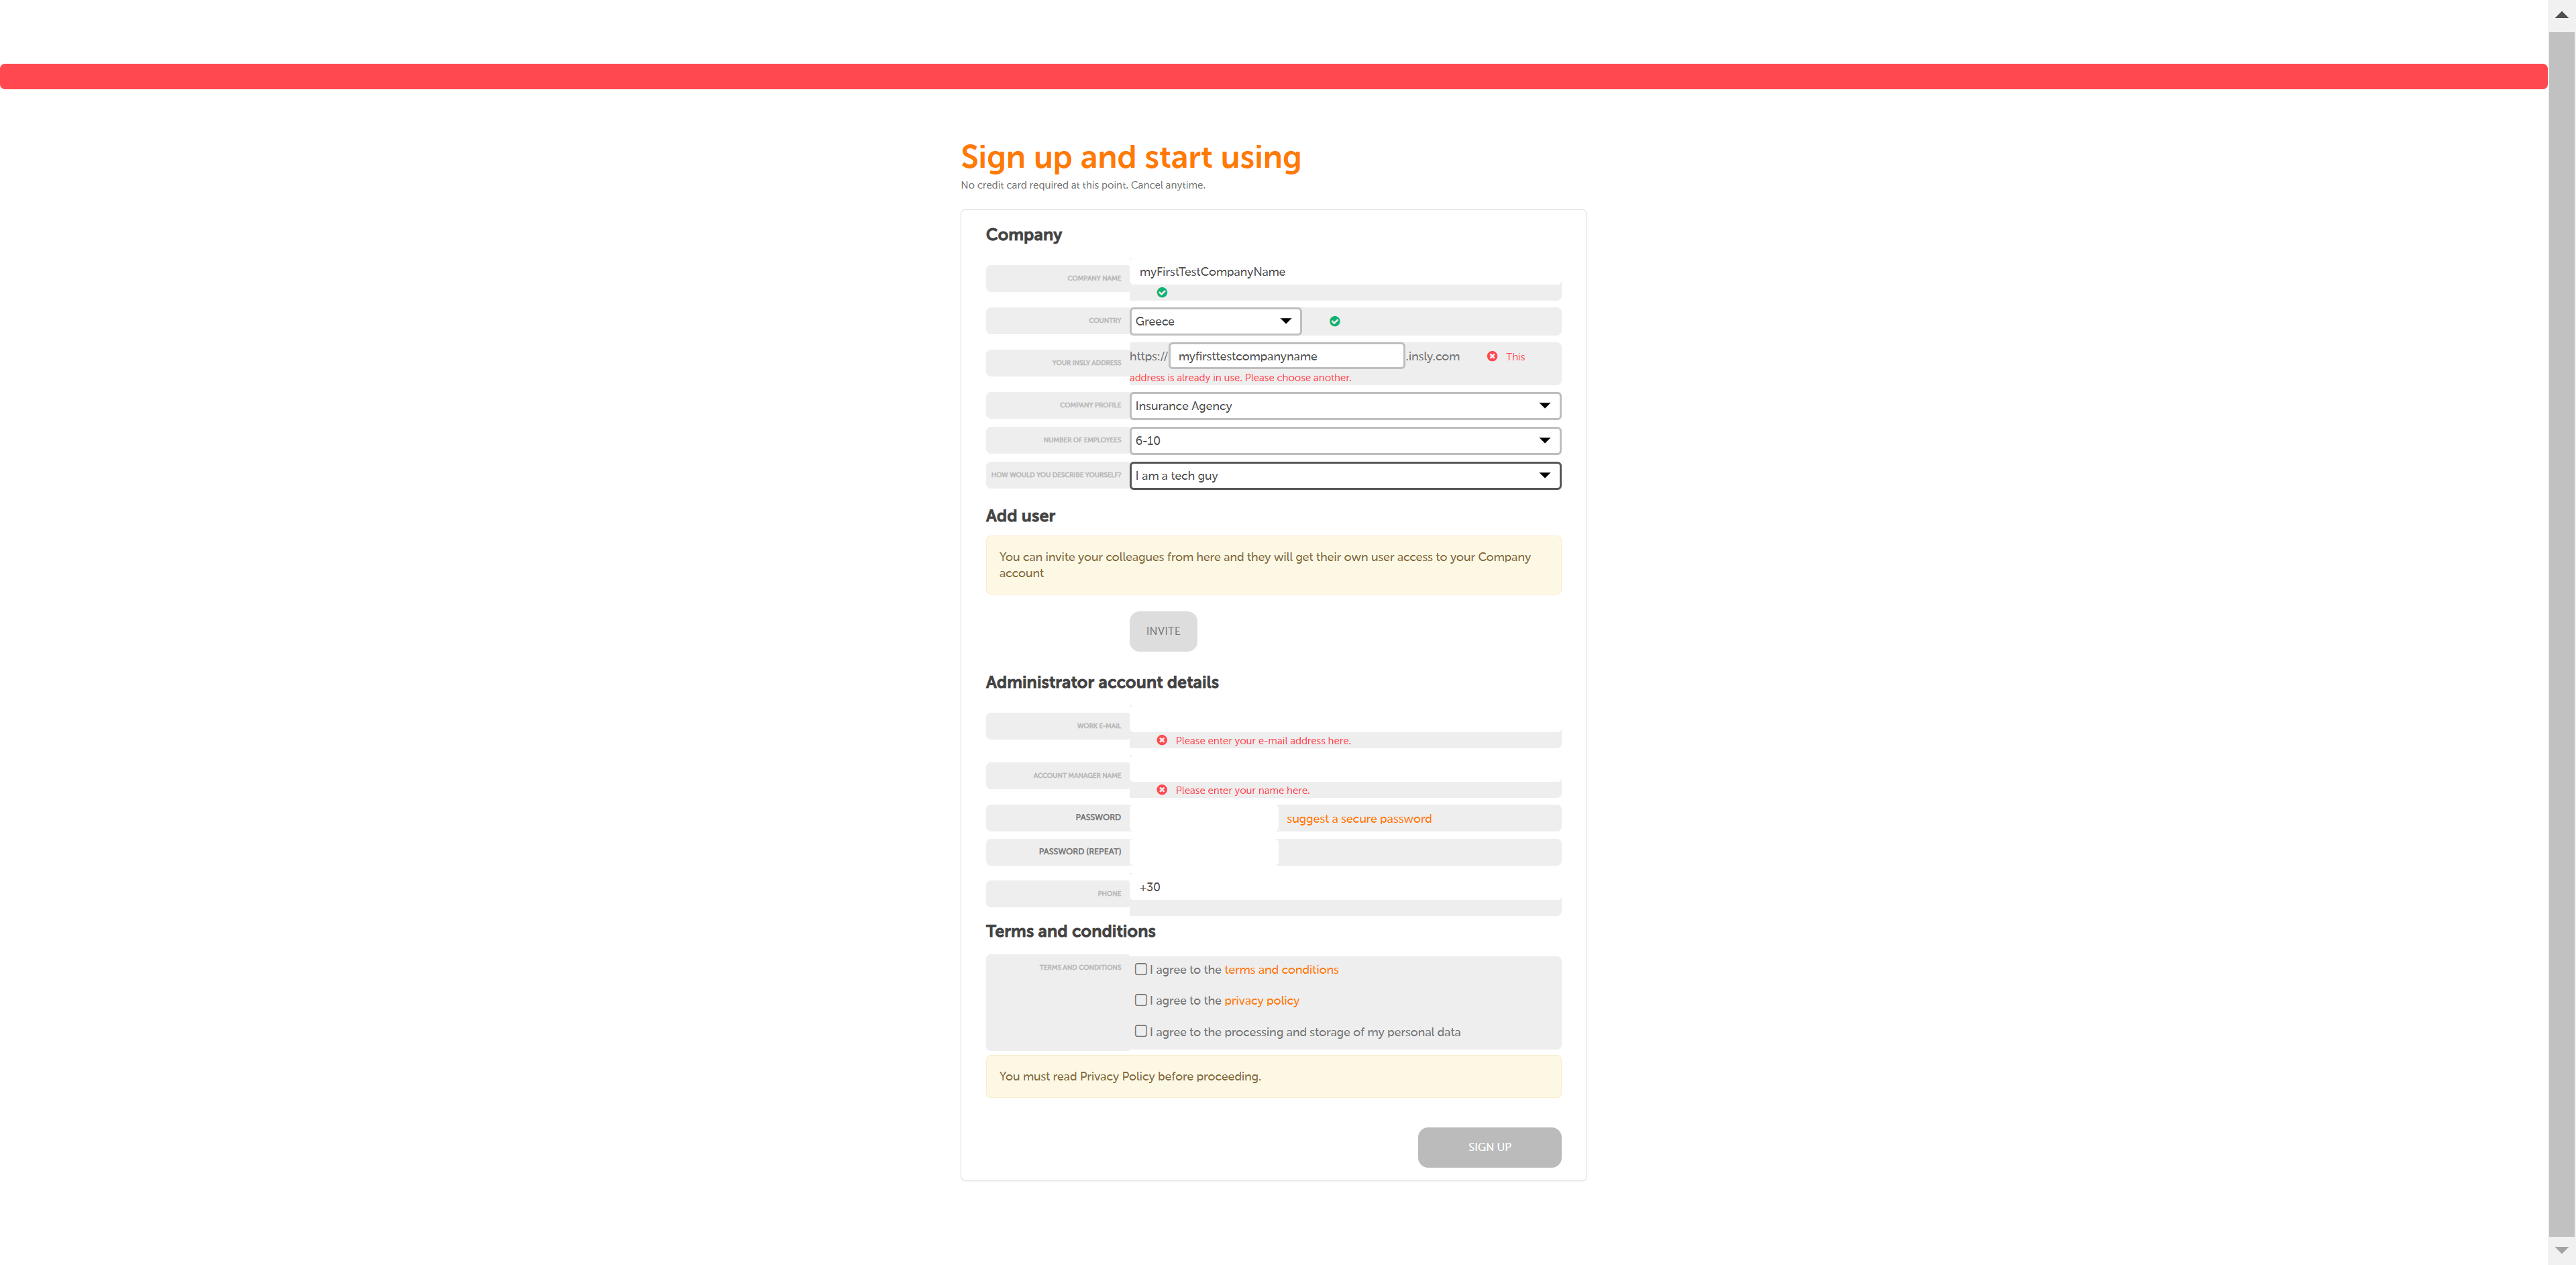 Sign up and start using
No credit card required at this point. Cancel anytime.
Company
COMPANY NAME myFirstTestCompanyName
COUNTRY Greece
YOUR INSLY ADDRESS https:// myfirsttestcompanyname .insly.com This
address is already in use. Please choose another.
COMPANY PROFILE Insurance Agency
NUMBER OF EMPLOYEES 6-10
HOW WOULD YOU DESCRIBE YOURSELF? I am a tech guy
Add user
You can invite your colleagues from here and they will get their own user access to your Company
account
INVITE
Administrator account details
WORK E-MAIL
Please enter your e-mail address here.
ACCOUNT MANAGER NAME
Please enter your name here.
PASSWORD suggest a secure password
PASSWORD (REPEAT)
PHONE +30
Terms and conditions
TERMS AND CONDITIONS I agree to the terms and conditions
I agree to the privacy policy
I agree to the processing and storage of my personal data
You must read Privacy Policy before proceeding.
SIGN UP